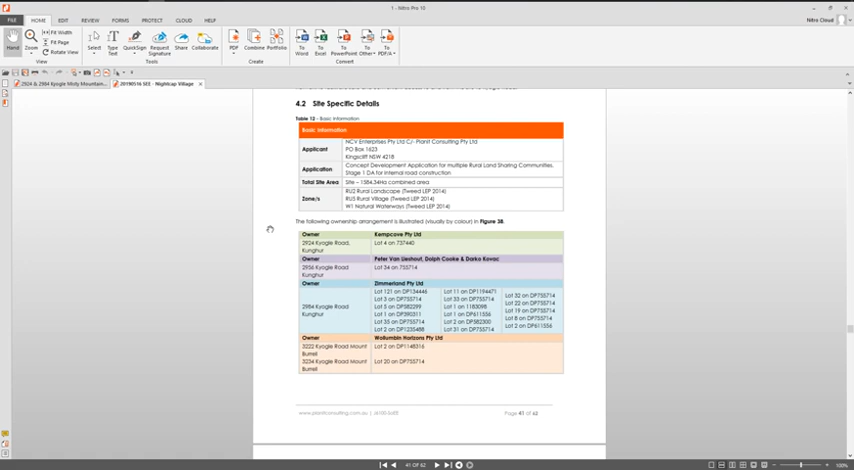 1 - Nitro Pro 10
FILE HOME EDIT REVIEW FORMS PROTECT CLOUD HELP
Nitro Cloud
Hand Zoom Fit Width Fit Page Rotate View Select Type Text QuickSign Request Signature Share Collaborate PDF Combine Portfolio To Word To Excel To PowerPoint To Other To PDF/A
View Tools Create Convert
2924 & 2984 Kyogle Misty Mountain... 20190516 SEE - Nightcap Village
4.2 Site Specific Details
Table 12 - Basic Information
Basic Information
Applicant
NCV Enterprises Pty Ltd C/- Planit Consulting Pty Ltd
PO Box 1623
Kingscliff NSW 4218
Application
Concept Development Application for multiple Rural Land Sharing Communities.
Stage 1 DA for internal road construction
Total Site Area Site – 1584.34Ha combined area
Zone/s
RU2 Rural Landscape (Tweed LEP 2014)
RU5 Rural Village (Tweed LEP 2014)
W1 Natural Waterways (Tweed LEP 2014)
The following ownership arrangement is illustrated (visually by colour) in Figure 38.
Owner Kempcove Pty Ltd
2924 Kyogle Road, Kunghur
Lot 4 on 737440
Owner Peter Van Lieshout, Dolph Cooke & Darko Kovac
2956 Kyogle Road Kunghur
Lot 34 on 755714
Owner Zimmerland Pty Ltd
2984 Kyogle Road Kunghur
Lot 121 on DP134446
Lot 3 on DP755714
Lot 5 on DP582299
Lot 1 on DP390311
Lot 35 on DP755714
Lot 2 on DP1235488
Lot 11 on DP1194471
Lot 33 on DP755714
Lot 1 on 1183098
Lot 1 on DP611556
Lot 2 on DP582300
Lot 31 on DP755714
Lot 32 on DP755714
Lot 22 on DP755714
Lot 19 on DP755714
Lot 8 on DP755714
Lot 2 on DP611556
Owner Wollumbin Horizons Pty Ltd
3222 Kyogle Road Mount Burrell
Lot 2 on DP1148316
3234 Kyogle Road Mount Burrell
Lot 20 on DP755714
www.planitconsulting.com.au
Page 41 of 62
41 OF 62
100%